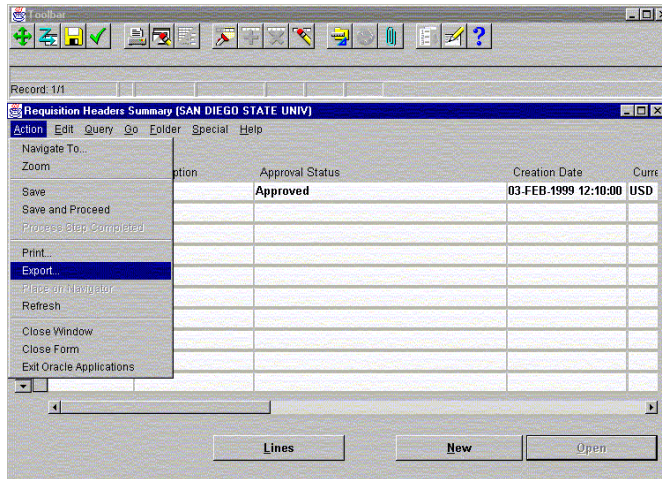 Toolbar
Record: 1/1
Requisition Headers Summary (SAN DIEGO STATE UNIV)
Action Edit Query Go Folder Special Help
Navigate To...
Zoom
Save
Save and Proceed
Process Step Completed
Print...
Export...
Place on Navigator
Refresh
Close Window
Close Form
Exit Oracle Applications
ption Approval Status Creation Date Curre
Approved 03-FEB-1999 12:10:00 USD
Lines New Open